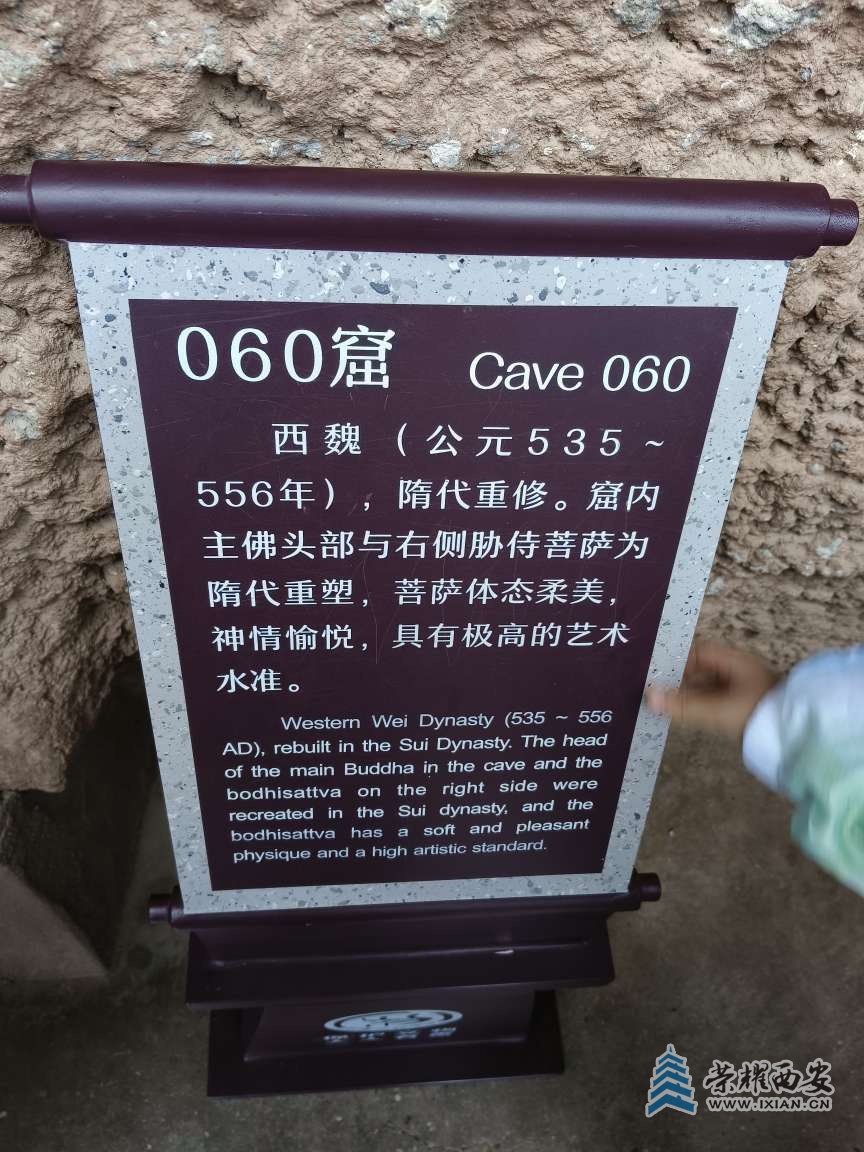 060窟 Cave 060
西魏（公元535～
556年），隋代重修。窟内
主佛头部与右侧胁侍菩萨为
隋代重塑，菩萨体态柔美，
神情愉悦，具有极高的艺术
水准。
Western Wei Dynasty (535 ~ 556
AD), rebuilt in the Sui Dynasty. The head
of the main Buddha in the cave and the
bodhisattva on the right side were
recreated in the Sui dynasty, and the
bodhisattva has a soft and pleasant
physique and a high artistic standard.
荣耀西安
WWW.IXIAN.CN